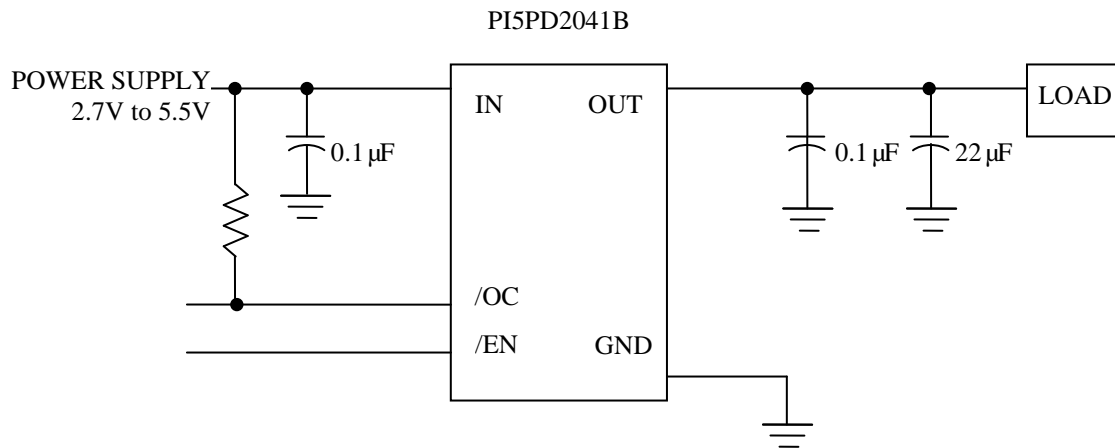 PI5PD2041B
POWER SUPPLY
2.7V to 5.5V
IN
OUT
LOAD
0.1 µF
0.1 µF
22 µF
/OC
/EN
GND